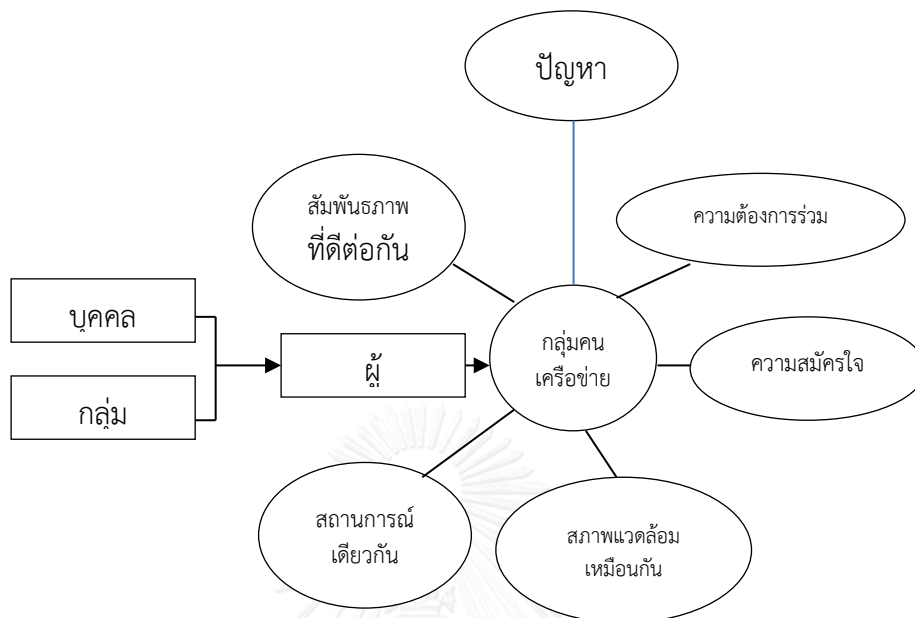 ปัญหา
สัมพันธภาพ
ที่ดีต่อกัน
ความต้องการร่วม
บุคคล
กลุ่ม
ผู้
กลุ่มคน
เครือข่าย
ความสมัครใจ
สถานการณ์
เดียวกัน
สภาพแวดล้อม
เหมือนกัน